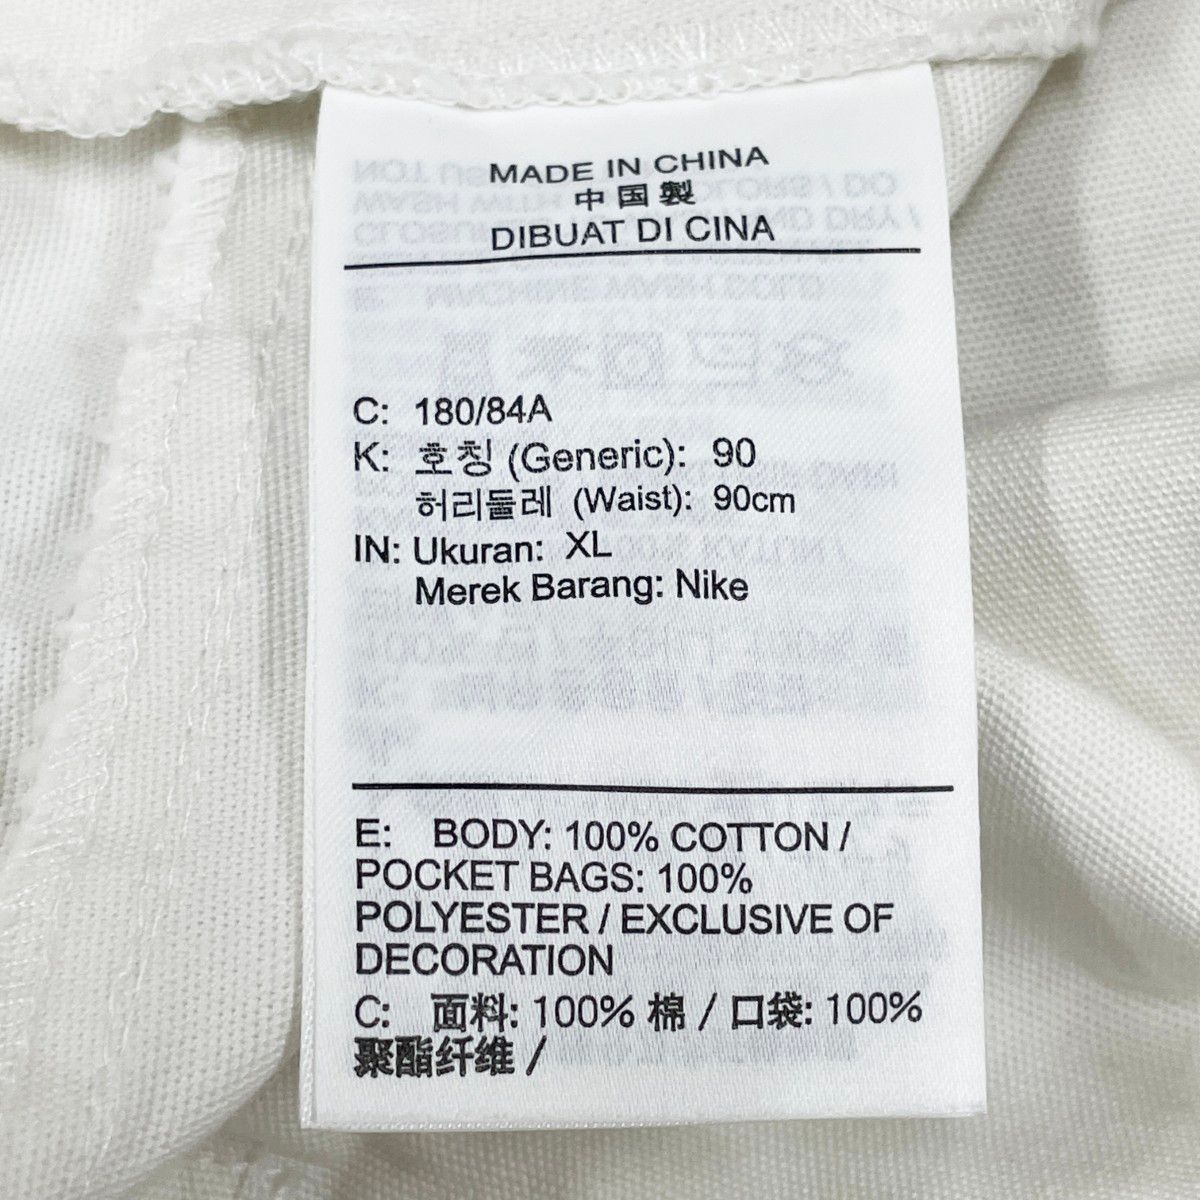 MADE IN CHINA
中国製
DIBUAT DI CINA
C: 180/84A
K: 호칭 (Generic): 90
허리둘레 (Waist): 90cm
IN: Ukuran: XL
Merek Barang: Nike
E: BODY: 100% COTTON /
POCKET BAGS: 100%
POLYESTER / EXCLUSIVE OF
DECORATION
C: 面料: 100% 棉 / 口袋: 100%
聚酯纤维 /